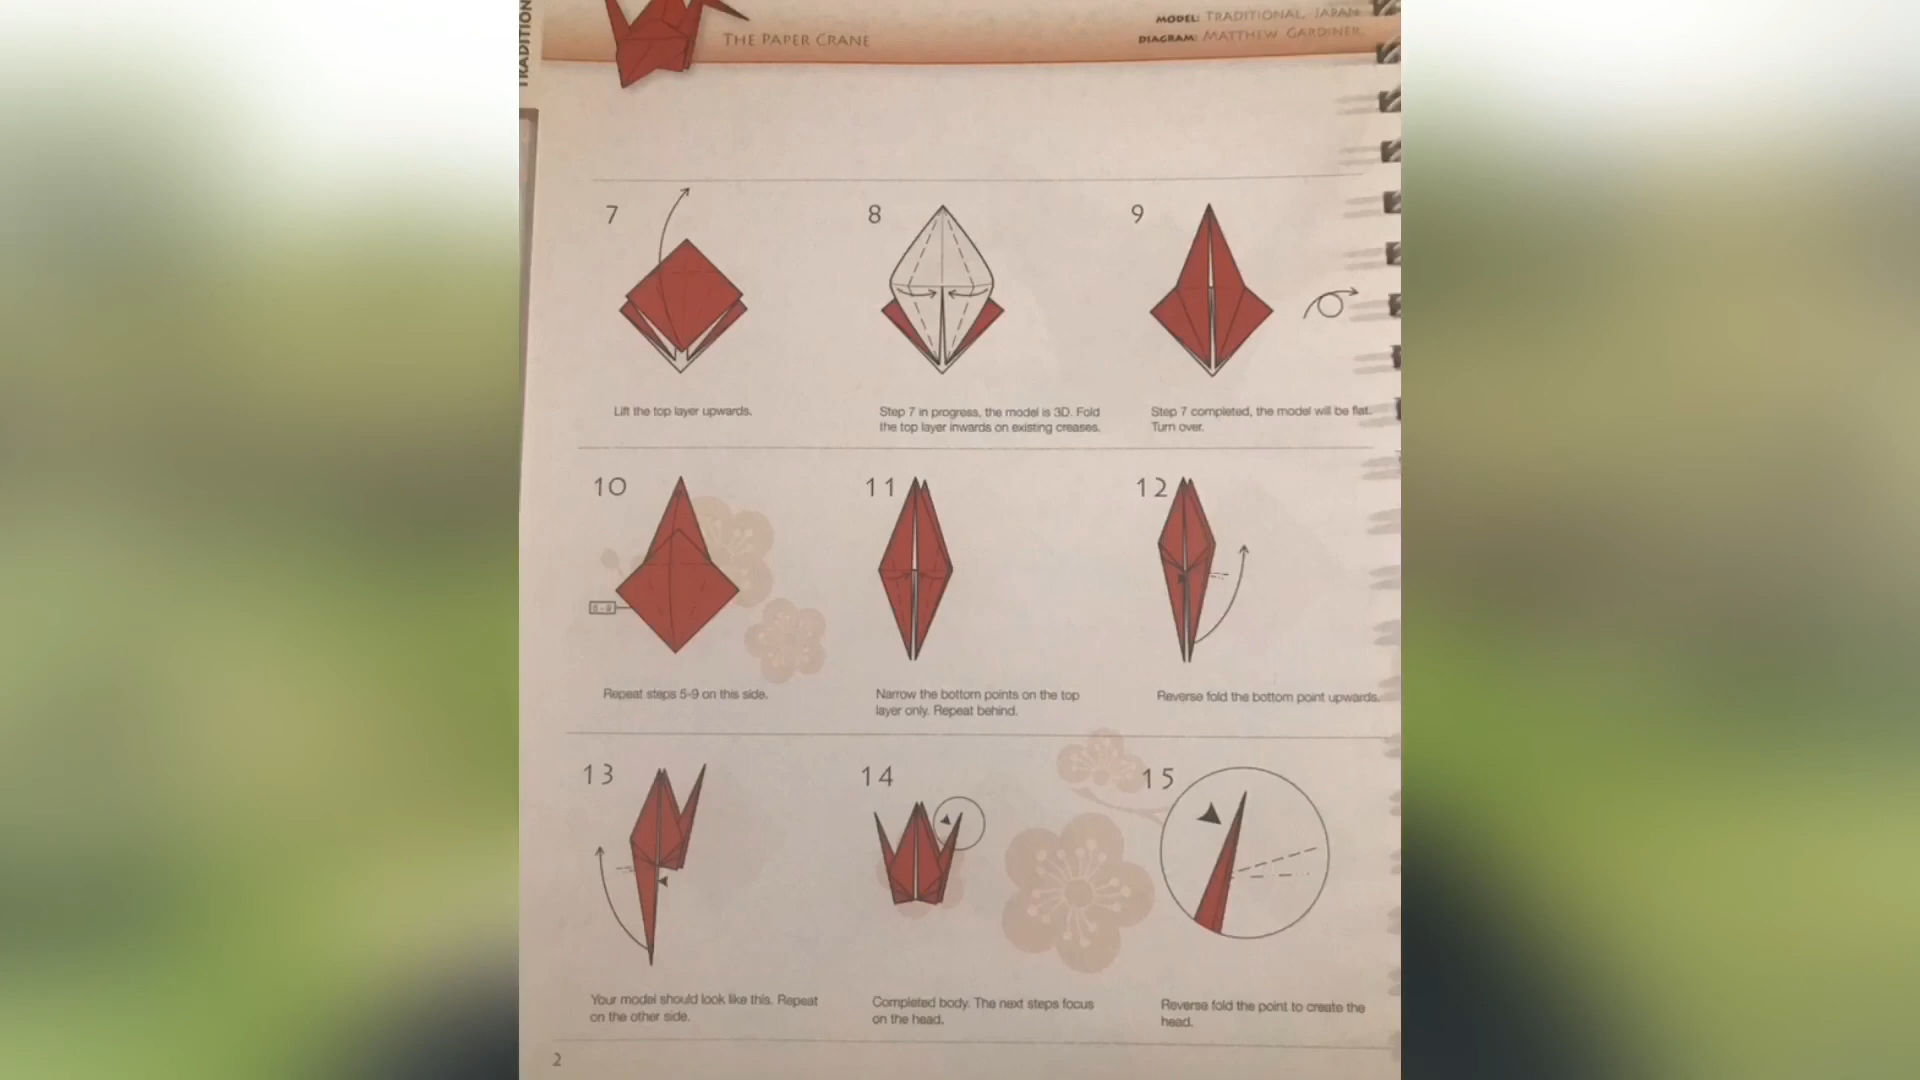 TRADITION
THE PAPER CRANE
MODEL: TRADITIONAL, JAPAN
DIAGRAM: MATTHEW GARDINER
7
8
9
Lift the top layer upwards.
Step 7 in progress, the model is 3D. Fold
the top layer inwards on existing creases.
Step 7 completed, the model will be flat.
Turn over.
10
11
12
5-9
Repeat steps 5-9 on this side.
Narrow the bottom points on the top
layer only. Repeat behind.
Reverse fold the bottom point upwards.
13
14
15
Your model should look like this. Repeat
on the other side.
Completed body. The next steps focus
on the head.
Reverse fold the point to create the
head.
2